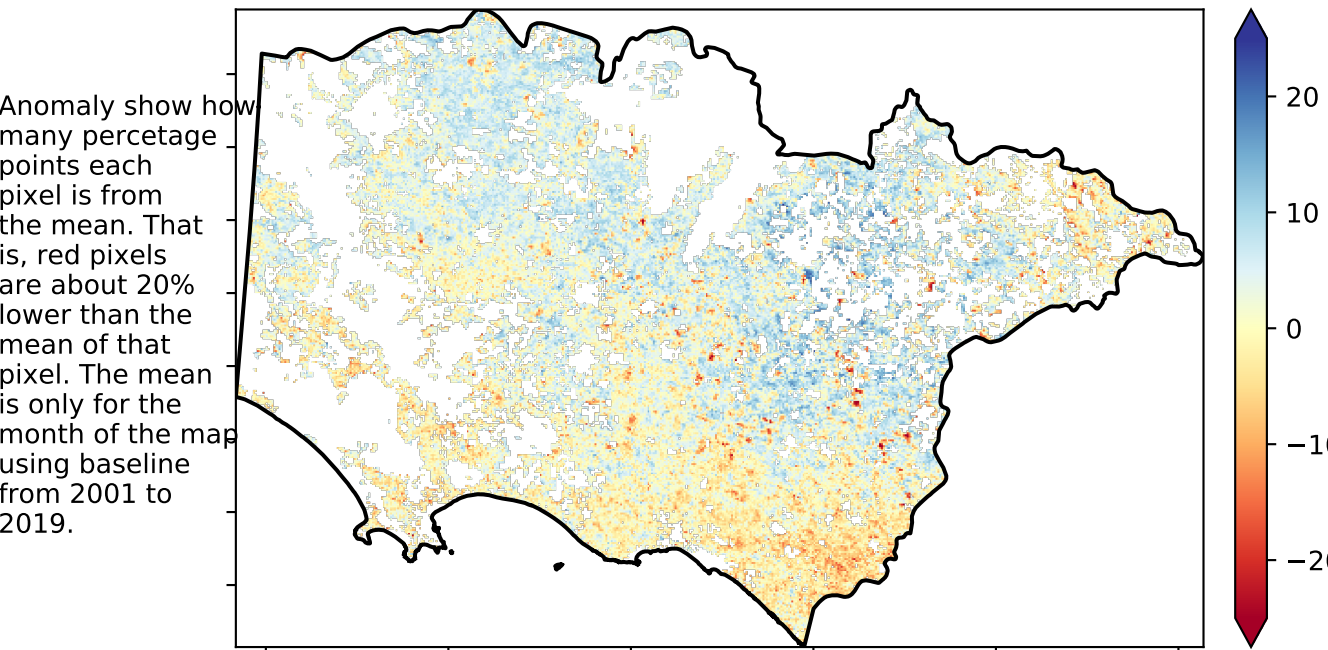 Anomaly show how
many percetage
points each
pixel is from
the mean. That
is, red pixels
are about 20%
lower than the
mean of that
pixel. The mean
is only for the
month of the map
using baseline
from 2001 to
2019.
20
10
0
−10
−20